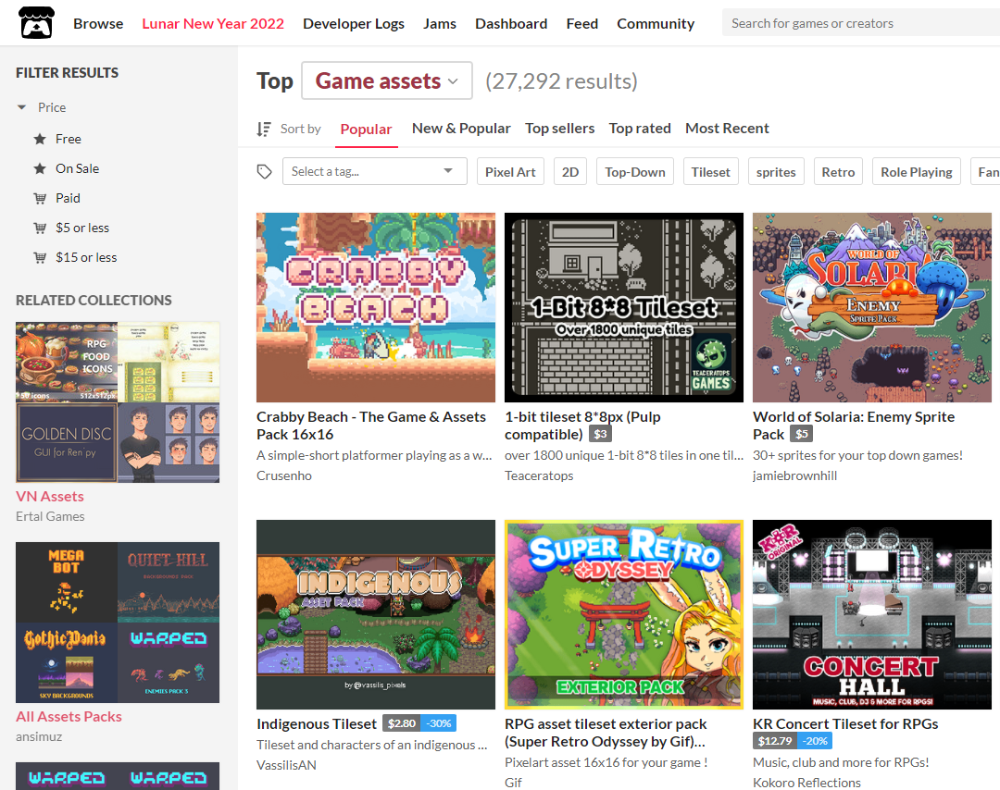 Browse Lunar New Year 2022 Developer Logs Jams Dashboard Feed Community Search for games or creators
FILTER RESULTS
Price
Free
On Sale
Paid
$5 or less
$15 or less
RELATED COLLECTIONS
RPG
FOOD
ICONS
50 icons 512x512px
GOLDEN DISC
GUI for Ren'py
VN Assets
Ertal Games
MEGA
BOT
QUIET HILL
BACKGROUNDS PACK
GothicVania
SKY BACKGROUNDS
WARPED
ENEMIES PACK 3
All Assets Packs
ansimuz
WARPED WARPED
Top Game assets (27,292 results)
Sort by Popular New & Popular Top sellers Top rated Most Recent
Select a tag... Pixel Art 2D Top-Down Tileset sprites Retro Role Playing Fan
CRABBY
BEACH
Crabby Beach - The Game & Assets
Pack 16x16
A simple-short platformer playing as a w...
Crusenho
1-Bit 8*8 Tileset
Over 1800 unique tiles
TEACERATOPS
GAMES
1-bit tileset 8*8px (Pulp
compatible) $3
over 1800 unique 1-bit 8*8 tiles in one til...
Teaceratops
WORLD OF
SOLARIA
ENEMY
SPRITE PACK
World of Solaria: Enemy Sprite
Pack $5
30+ sprites for your top down games!
jamiebrownhill
INDIGENOUS
ASSET PACK
by @vassilis_pixels
Indigenous Tileset $2.80 -30%
Tileset and characters of an indigenous ...
VassilisAN
SUPER RETRO
ODYSSEY
EXTERIOR PACK
RPG asset tileset exterior pack
(Super Retro Odyssey by Gif)...
Pixelart asset 16x16 for your game !
Gif
K·R
ORIGINAL
CONCERT
HALL
MUSIC, CLUB, DJ & MORE FOR RPGS!
KR Concert Tileset for RPGs
$12.79 -20%
Music, club and more for RPGs!
Kokoro Reflections